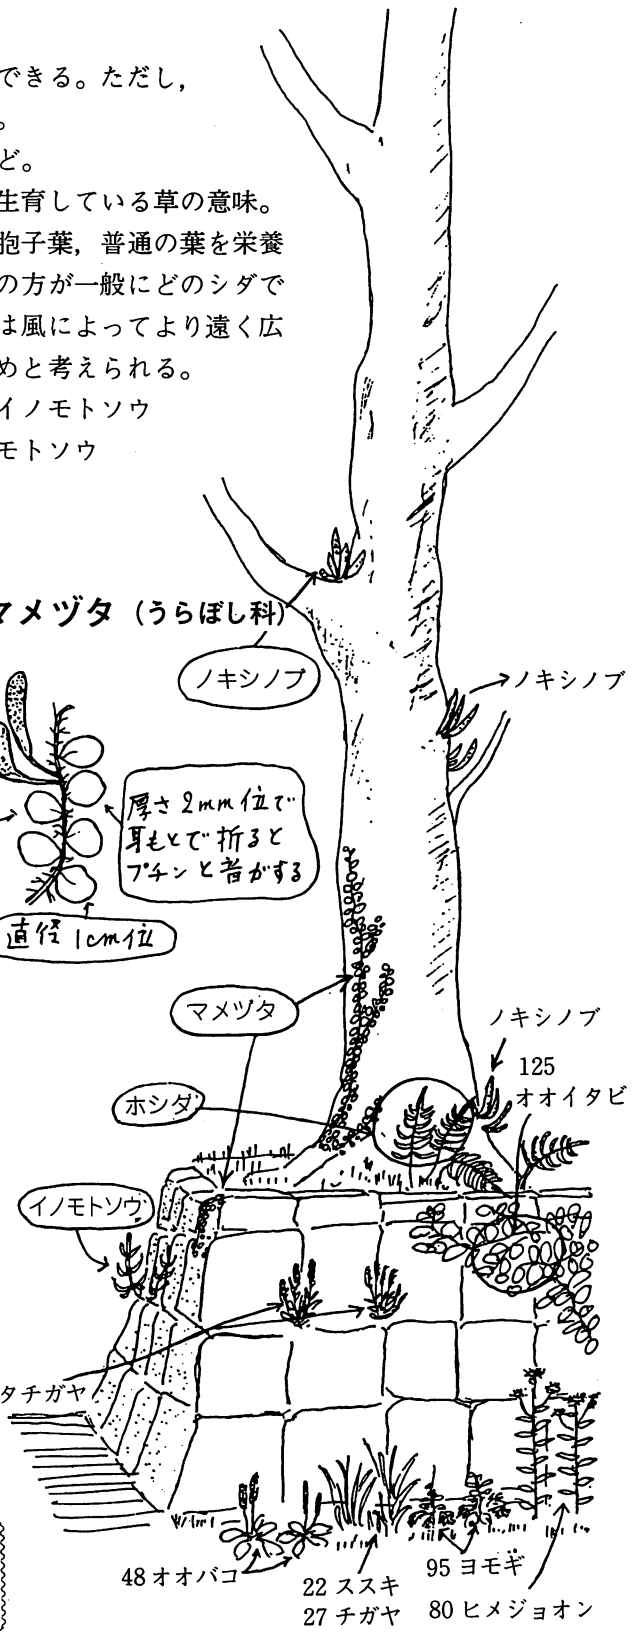 できる。ただし，
。
ど。
生育している草の意味。
胞子葉，普通の葉を栄養
の方が一般にどのシダで
は風によってより遠く広
めと考えられる。
イノモトソウ
モトソウ
マメヅタ（うらぼし科）
ノキシノブ
ノキシノブ
厚さ2mm位で
耳もとで折ると
プチンと音がする
直径1cm位
マメヅタ
ノキシノブ
125
オオイタビ
ホシダ
イノモトソウ
タチガヤ
48 オオバコ
22 ススキ
27 チガヤ
95 ヨモギ
80 ヒメジョオン